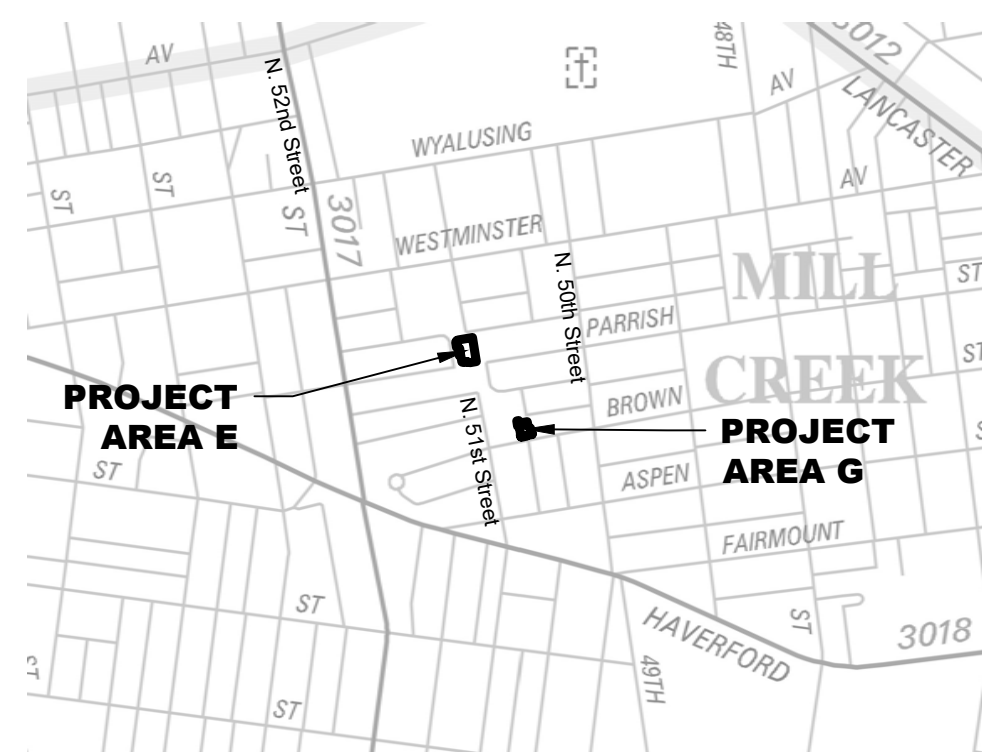 AV
3012
48TH
AV
LANCASTER
N. 52nd Street
WYALUSING
AV
ST
ST
ST
3017
WESTMINSTER
MILL
ST
N. 50th Street
PARRISH
ST
PROJECT
AREA E
CREEK
BROWN
N. 51st Street
PROJECT
AREA G
ST
ASPEN
FAIRMOUNT
ST
HAVERFORD
ST
3018
ST
49TH
ST